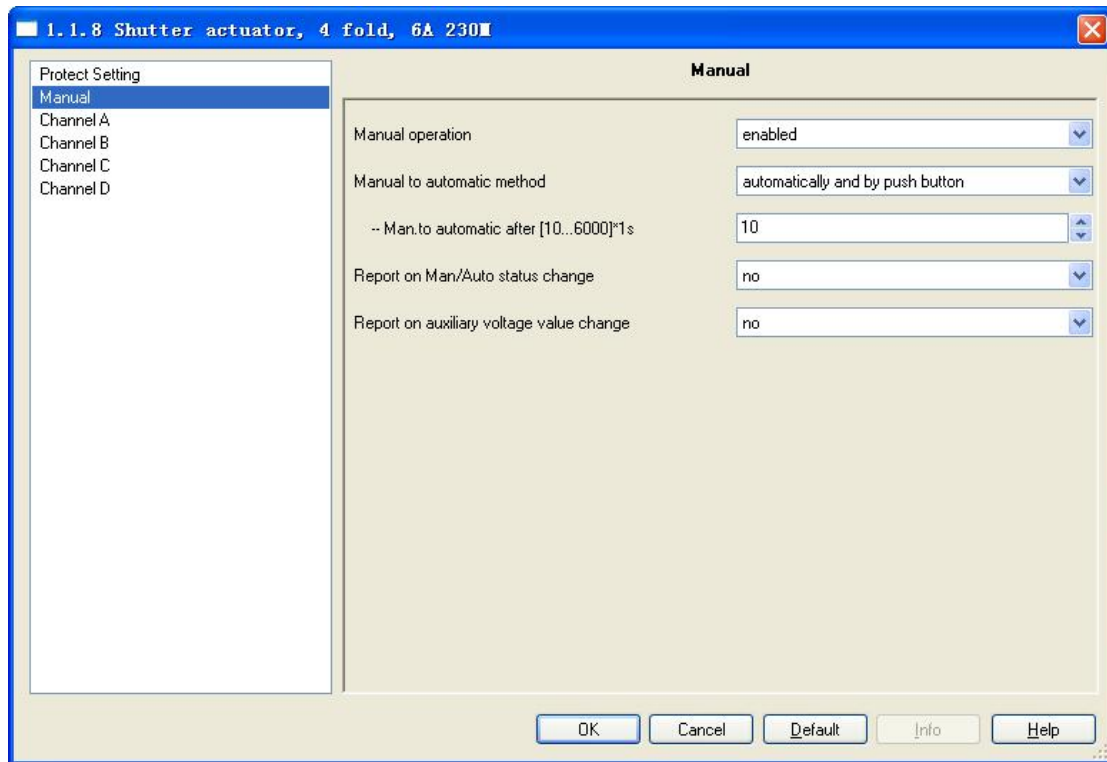 1.1.8 Shutter actuator, 4 fold, 6A 230M
Protect Setting
Manual
Channel A
Channel B
Channel C
Channel D
Manual
Manual operation
enabled
Manual to automatic method
automatically and by push button
-- Man.to automatic after [10...6000]*1s
10
Report on Man/Auto status change
no
Report on auxiliary voltage value change
no
OK
Cancel
Default
Info
Help